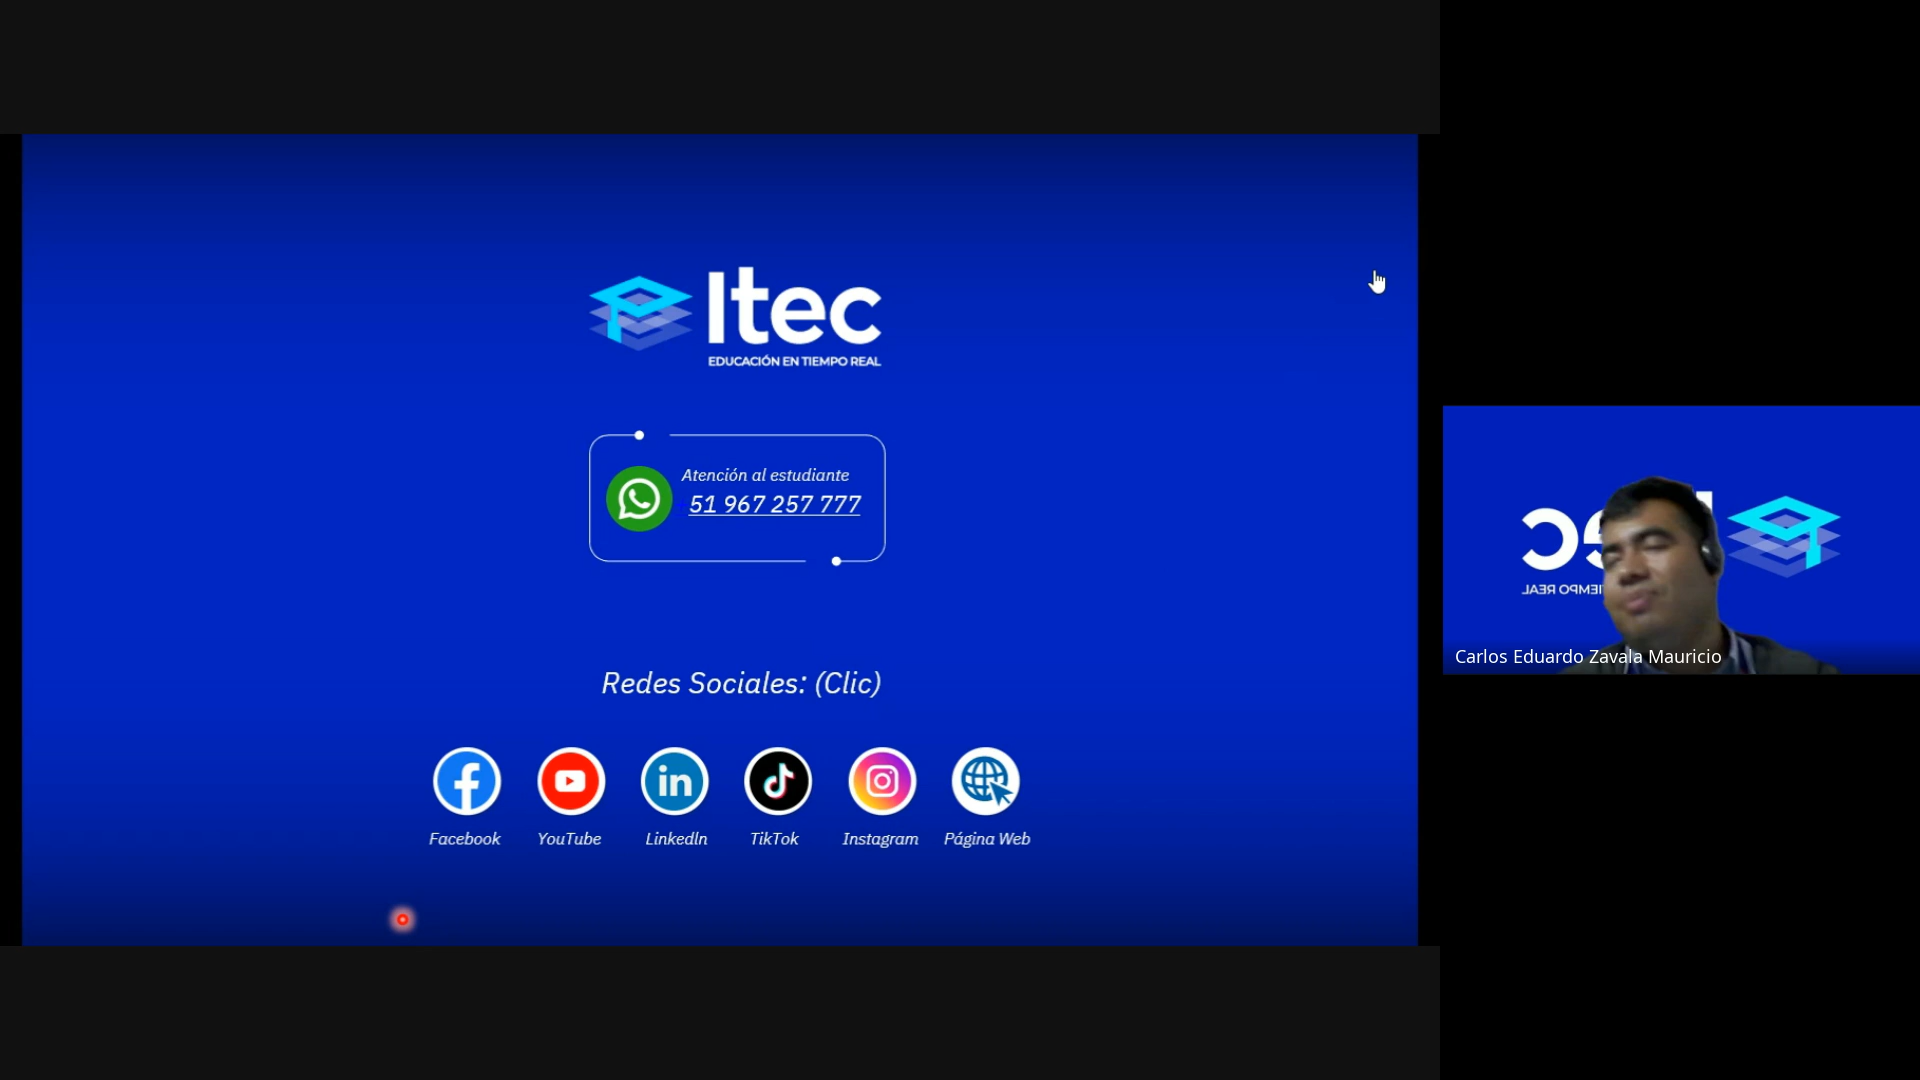 Itec
EDUCACIÓN EN TIEMPO REAL
Atención al estudiante
51 967 257 777
Redes Sociales: (Clic)
Facebook YouTube Linkedln TikTok Instagram Página Web
Carlos Eduardo Zavala Mauricio